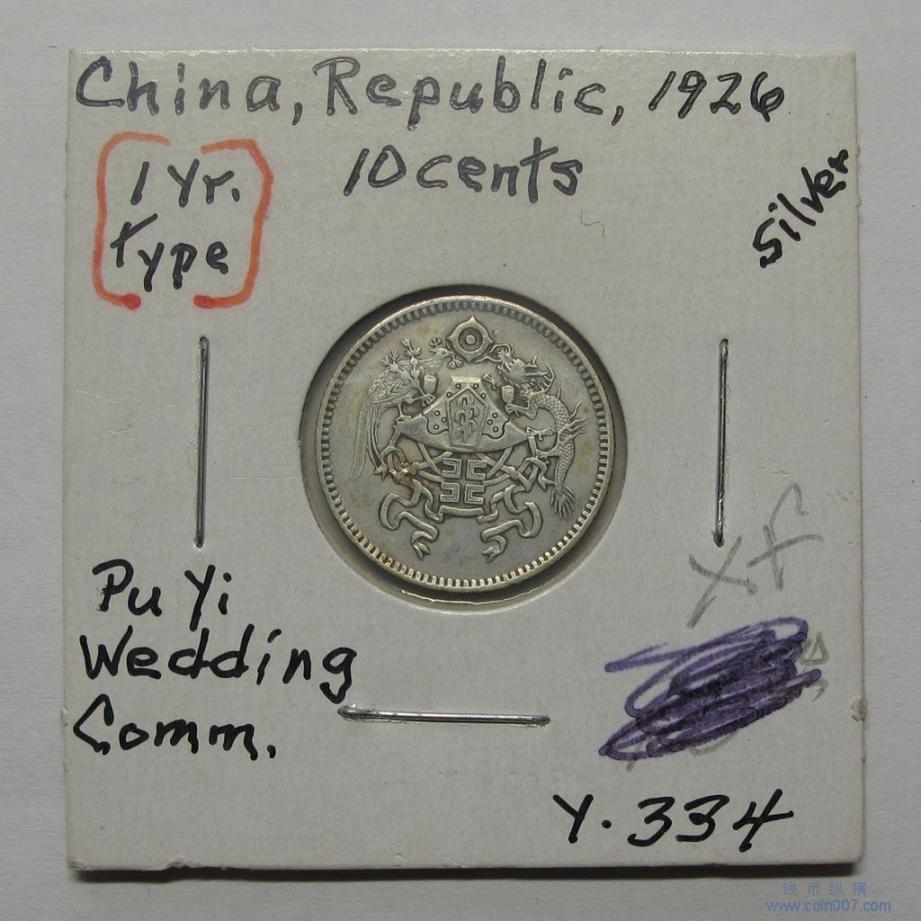 China, Republic, 1926
10 cents
1 Yr.
type
Silver
XF
Pu Yi
Wedding
Comm.
Y. 334
钱币纵横
www.coin007.com